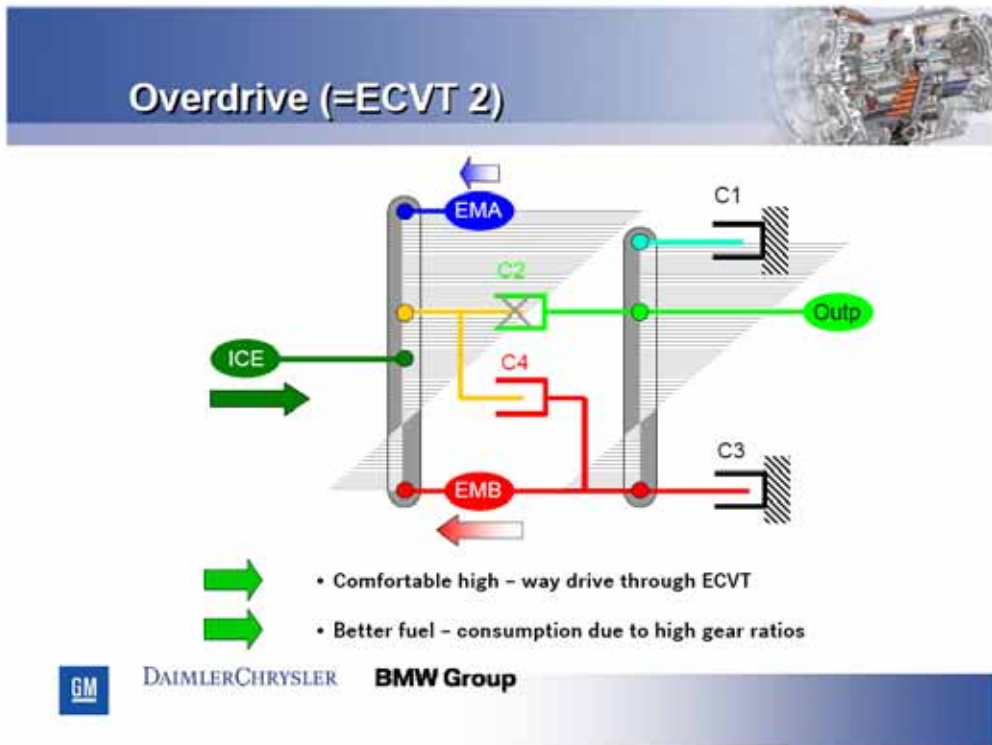 Overdrive (=ECVT 2)
EMA
C1
C2
Outp
ICE
C4
C3
EMB
• Comfortable high – way drive through ECVT
• Better fuel – consumption due to high gear ratios
GM DAIMLERCHRYSLER BMW Group